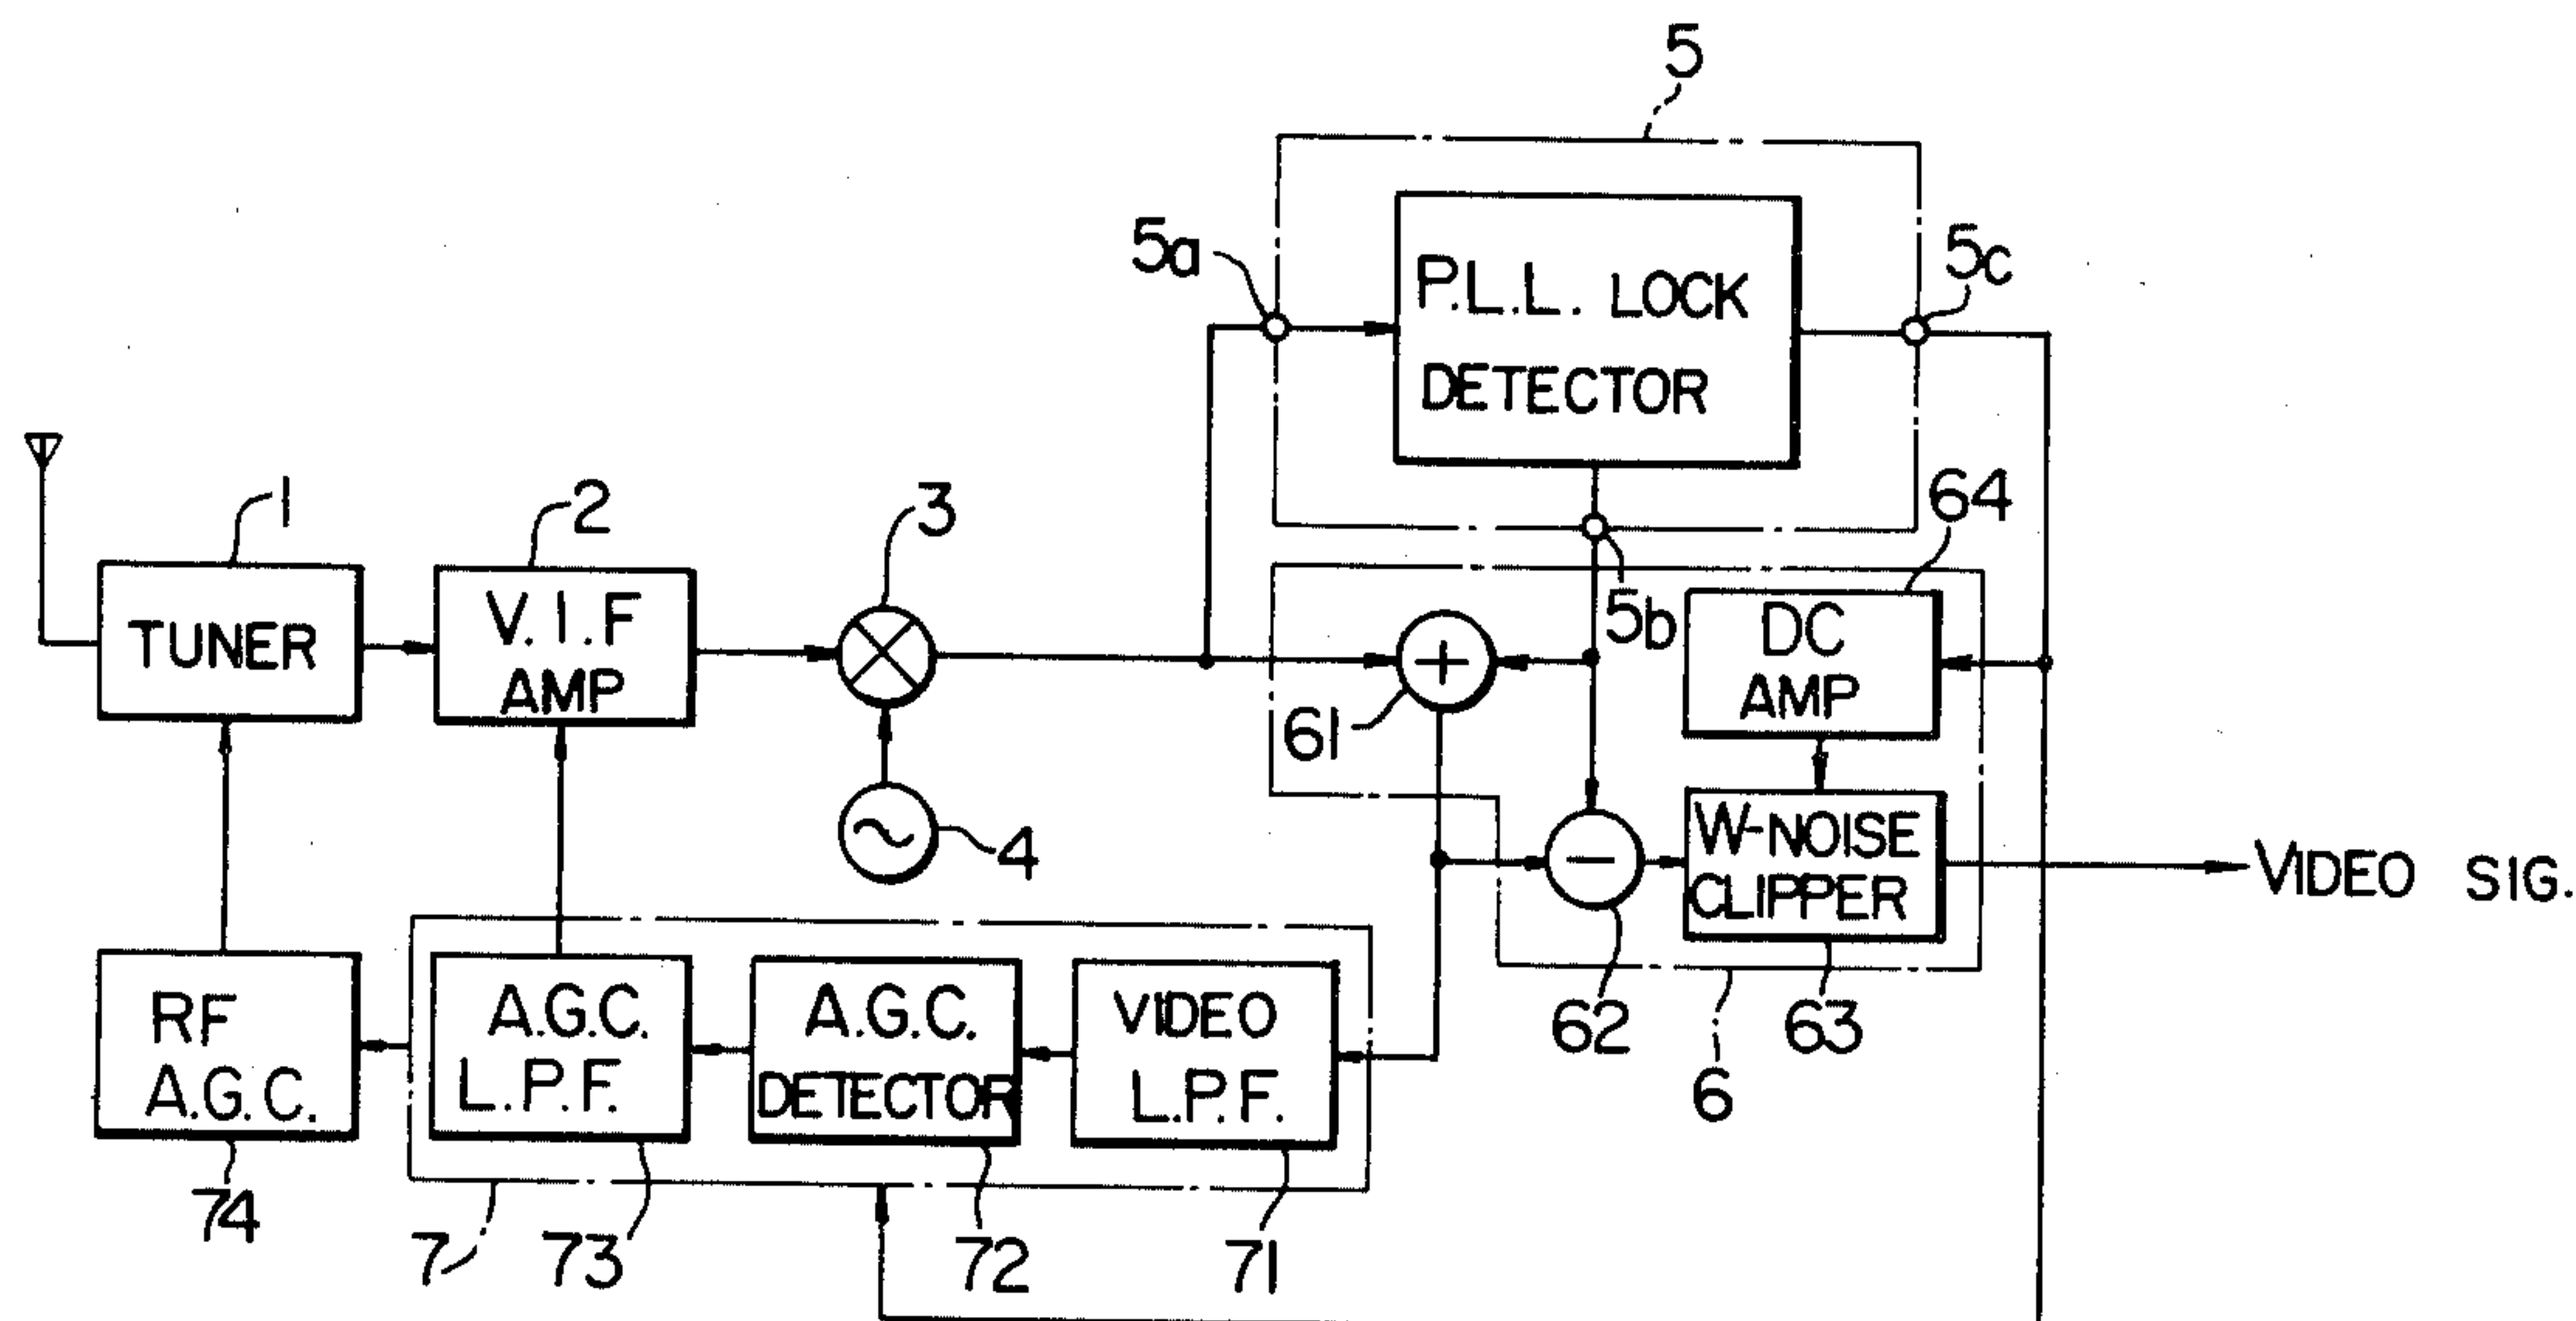 5
5a
P.L.L. LOCK
DETECTOR
5c
64
5b
1
2
3
TUNER
V.I.F
AMP
+
61
DC
AMP
4
W-NOISE
CLIPPER
VIDEO SIG.
−
62
63
6
RF
A.G.C.
A.G.C.
L.P.F.
A.G.C.
DETECTOR
VIDEO
L.P.F.
74
7
73
72
71